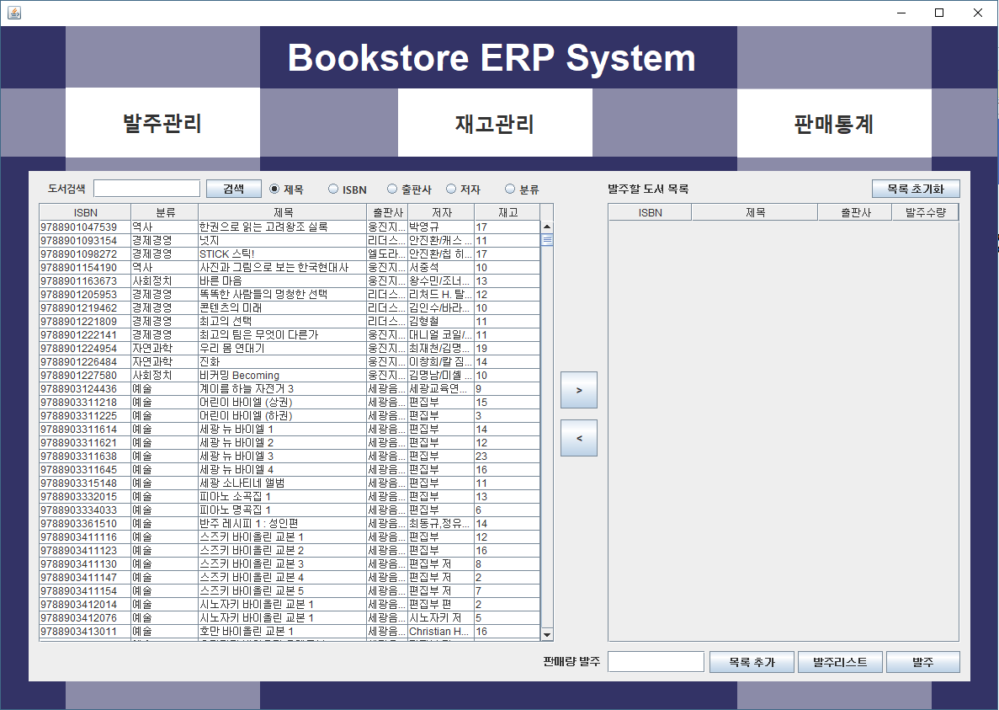 Bookstore ERP System
발주관리 재고관리 판매통계
도서검색 검색 제목 ISBN 출판사 저자 분류 발주할 도서 목록 목록 초기화
ISBN 분류 제목 출판사 저자 재고 ISBN 제목 출판사 발주수량
9788901047539 역사 한권으로 읽는 고려왕조 실록 웅진지... 박영규 17
9788901093154 경제경영 넛지 리더스... 안진환/캐스 ... 11
9788901098272 경제경영 STICK 스틱! 엘도라... 안진환/칩 히... 17
9788901154190 역사 사진과 그림으로 보는 한국현대사 웅진지... 서중석 10
9788901163673 사회정치 바른 마음 웅진지... 왕수민/조너... 13
9788901205953 경제경영 똑똑한 사람들의 멍청한 선택 리더스... 리처드 H. 탈... 12
9788901219462 경제경영 콘텐츠의 미래 리더스... 김인수/바라... 10
9788901221809 경제경영 최고의 선택 리더스... 김형철 11
9788901222141 경제경영 최고의 팀은 무엇이 다른가 웅진지... 대니얼 코일/... 11
9788901224954 자연과학 우리 몸 연대기 웅진지... 최재천/김명... 19
9788901226484 자연과학 진화 웅진지... 이창희/칼 짐... 14
9788901227580 사회정치 비커밍 Becoming 웅진지... 김명남/미셸 ... 10
9788903124436 예술 계이름 하늘 자전거 3 세광음... 세광교육연... 9
9788903311218 예술 어린이 바이엘 (상권) 세광음... 편집부 15
9788903311225 예술 어린이 바이엘 (하권) 세광음... 편집부 3
9788903311614 예술 세광 뉴 바이엘 1 세광음... 편집부 14
9788903311621 예술 세광 뉴 바이엘 2 세광음... 편집부 12
9788903311638 예술 세광 뉴 바이엘 3 세광음... 편집부 23
9788903311645 예술 세광 뉴 바이엘 4 세광음... 편집부 16
9788903315148 예술 세광 소나티네 앨범 세광음... 편집부 11
9788903332015 예술 피아노 소곡집 1 세광음... 편집부 13
9788903334033 예술 피아노 명곡집 1 세광음... 편집부 6
9788903361510 예술 반주 레시피 1 : 성인편 세광음... 최동규,정유... 14
9788903411116 예술 스즈키 바이올린 교본 1 세광음... 편집부 12
9788903411123 예술 스즈키 바이올린 교본 2 세광음... 편집부 16
9788903411130 예술 스즈키 바이올린 교본 3 세광음... 편집부 저 8
9788903411147 예술 스즈키 바이올린 교본 4 세광음... 편집부 저 2
9788903411154 예술 스즈키 바이올린 교본 5 세광음... 편집부 저 7
9788903412014 예술 시노자키 바이올린 교본 1 세광음... 편집부 편 2
9788903412076 예술 시노자키 바이올린 교본 1 세광음... 시노자키 저 5
9788903413011 예술 호만 바이올린 교본 1 세광음... Christian H... 16
>
<
판매량 발주 목록 추가 발주리스트 발주